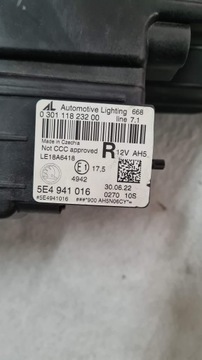 AL Automotive Lighting 668
0 301 118 232 00 line 7.1
Made in Czechia
Not CCC approved R 12V AH5
LE18A6418 E1 17,5
4942
5E4 941 016 30.06.22
0270 10S
#5E4941016 ###*900 AH5N06CY*=